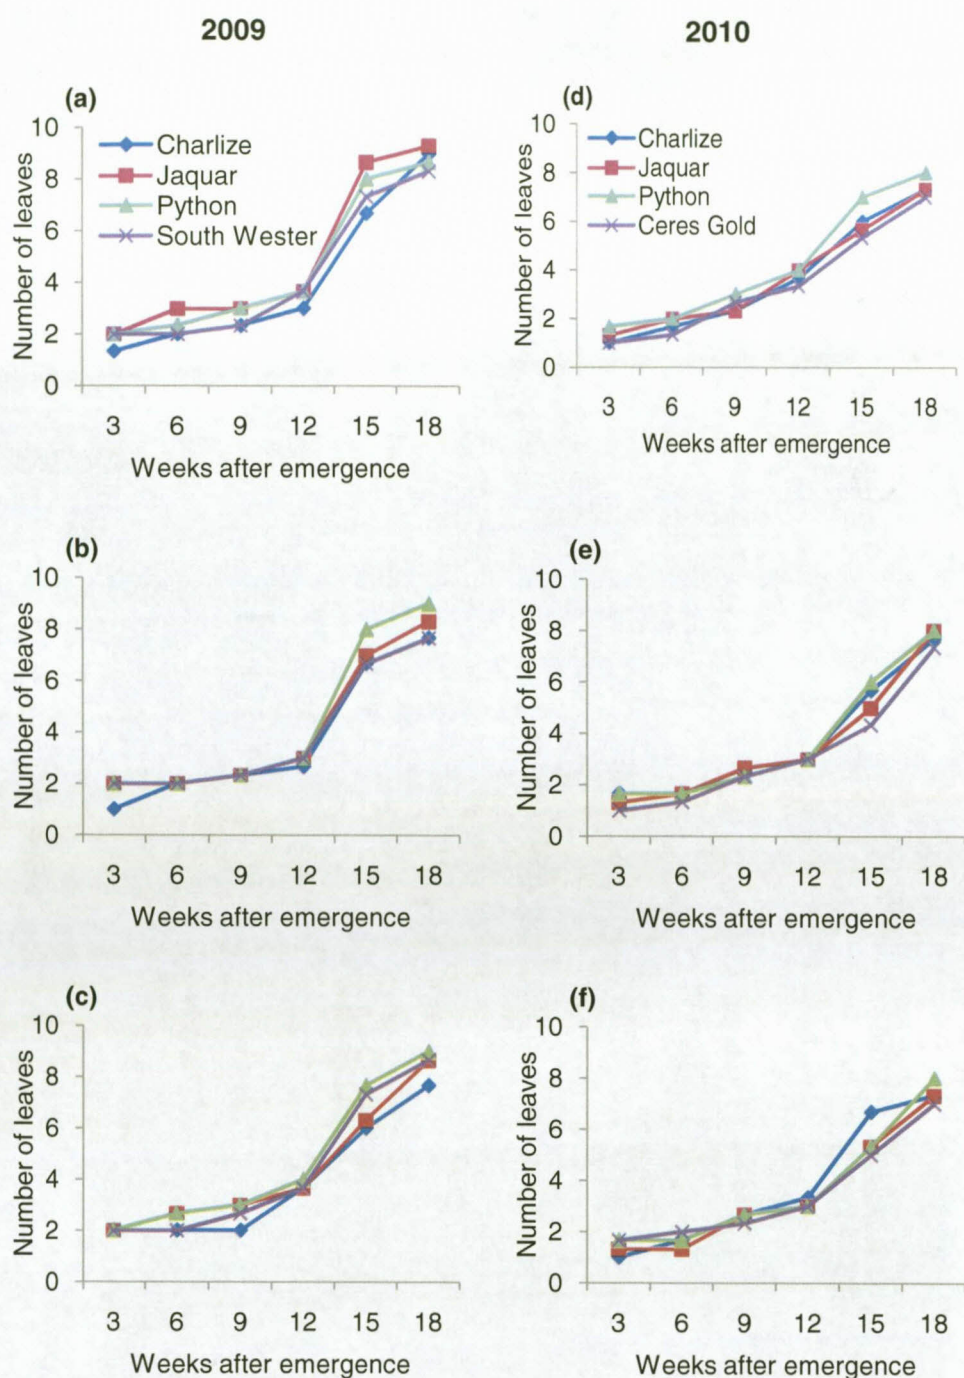 2009
2010
(a)
10
8
6
4
2
0
Number of leaves
Charlize
Jaquar
Python
South Wester
3 6 9 12 15 18
Weeks after emergence
(d)
10
8
6
4
2
0
Number of leaves
Charlize
Jaquar
Python
Ceres Gold
3 6 9 12 15 18
Weeks after emergence
(b)
10
8
6
4
2
0
Number of leaves
3 6 9 12 15 18
Weeks after emergence
(e)
10
8
6
4
2
0
Number of leaves
3 6 9 12 15 18
Weeks after emergence
(c)
10
8
6
4
2
0
Number of leaves
3 6 9 12 15 18
Weeks after emergence
(f)
10
8
6
4
2
0
Number of leaves
3 6 9 12 15 18
Weeks after emergence